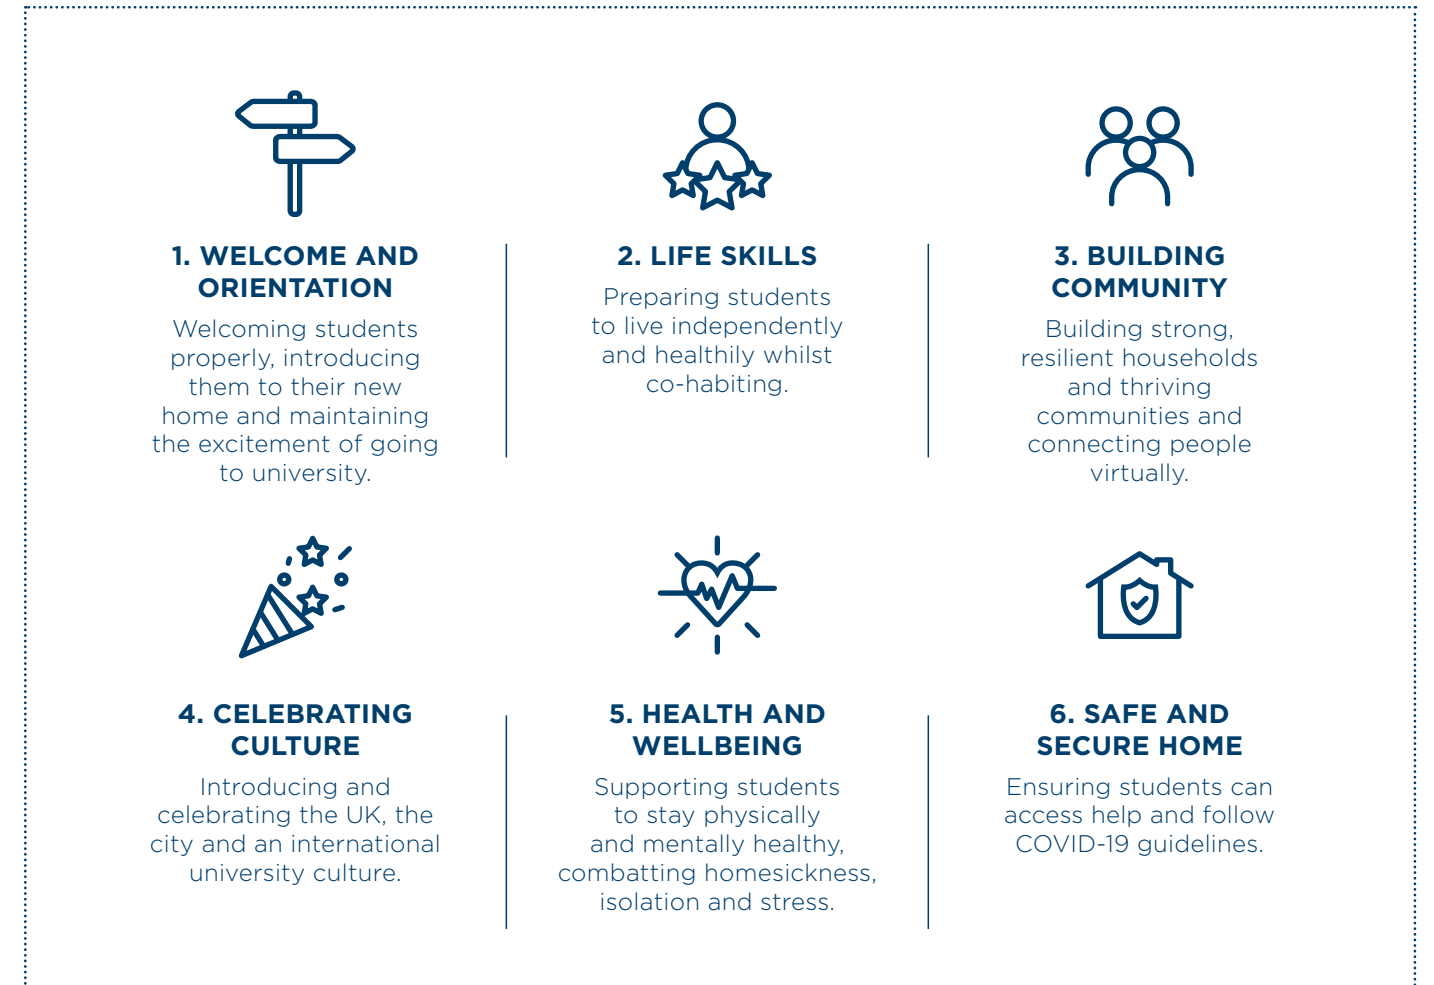 1. WELCOME AND
ORIENTATION
Welcoming students
properly, introducing
them to their new
home and maintaining
the excitement of going
to university.
2. LIFE SKILLS
Preparing students
to live independently
and healthily whilst
co-habiting.
3. BUILDING
COMMUNITY
Building strong,
resilient households
and thriving
communities and
connecting people
virtually.
4. CELEBRATING
CULTURE
Introducing and
celebrating the UK, the
city and an international
university culture.
5. HEALTH AND
WELLBEING
Supporting students
to stay physically
and mentally healthy,
combatting homesickness,
isolation and stress.
6. SAFE AND
SECURE HOME
Ensuring students can
access help and follow
COVID-19 guidelines.